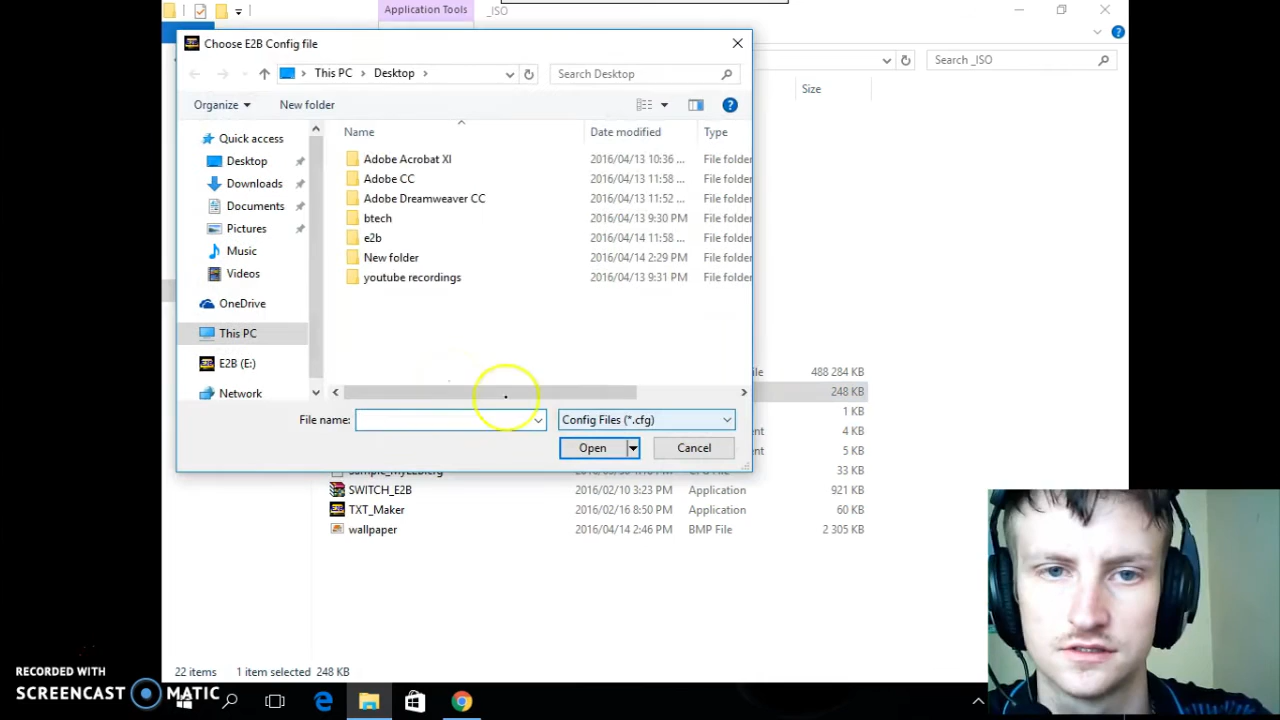 Application Tools
_ISO
Choose E2B Config file
This PC > Desktop >
Search Desktop
Search _ISO
Organize
New folder
Size
Name
Date modified
Type
Quick access
Desktop
Downloads
Documents
Pictures
Music
Videos
OneDrive
This PC
E2B (E:)
Network
Adobe Acrobat XI 2016/04/13 10:36 ... File folder
Adobe CC 2016/04/13 11:58 ... File folder
Adobe Dreamweaver CC 2016/04/13 11:52 ... File folder
btech 2016/04/13 9:30 PM File folder
e2b 2016/04/14 11:58 ... File folder
New folder 2016/04/14 2:29 PM File folder
youtube recordings 2016/04/13 9:31 PM File folder
488 284 KB
248 KB
1 KB
4 KB
5 KB
33 KB
File name:
Config Files (*.cfg)
Open
Cancel
SWITCH_E2B 2016/02/10 3:23 PM Application 921 KB
TXT_Maker 2016/02/16 8:50 PM Application 60 KB
wallpaper 2016/04/14 2:46 PM BMP File 2 305 KB
22 items 1 item selected 248 KB
RECORDED WITH
SCREENCAST MATIC